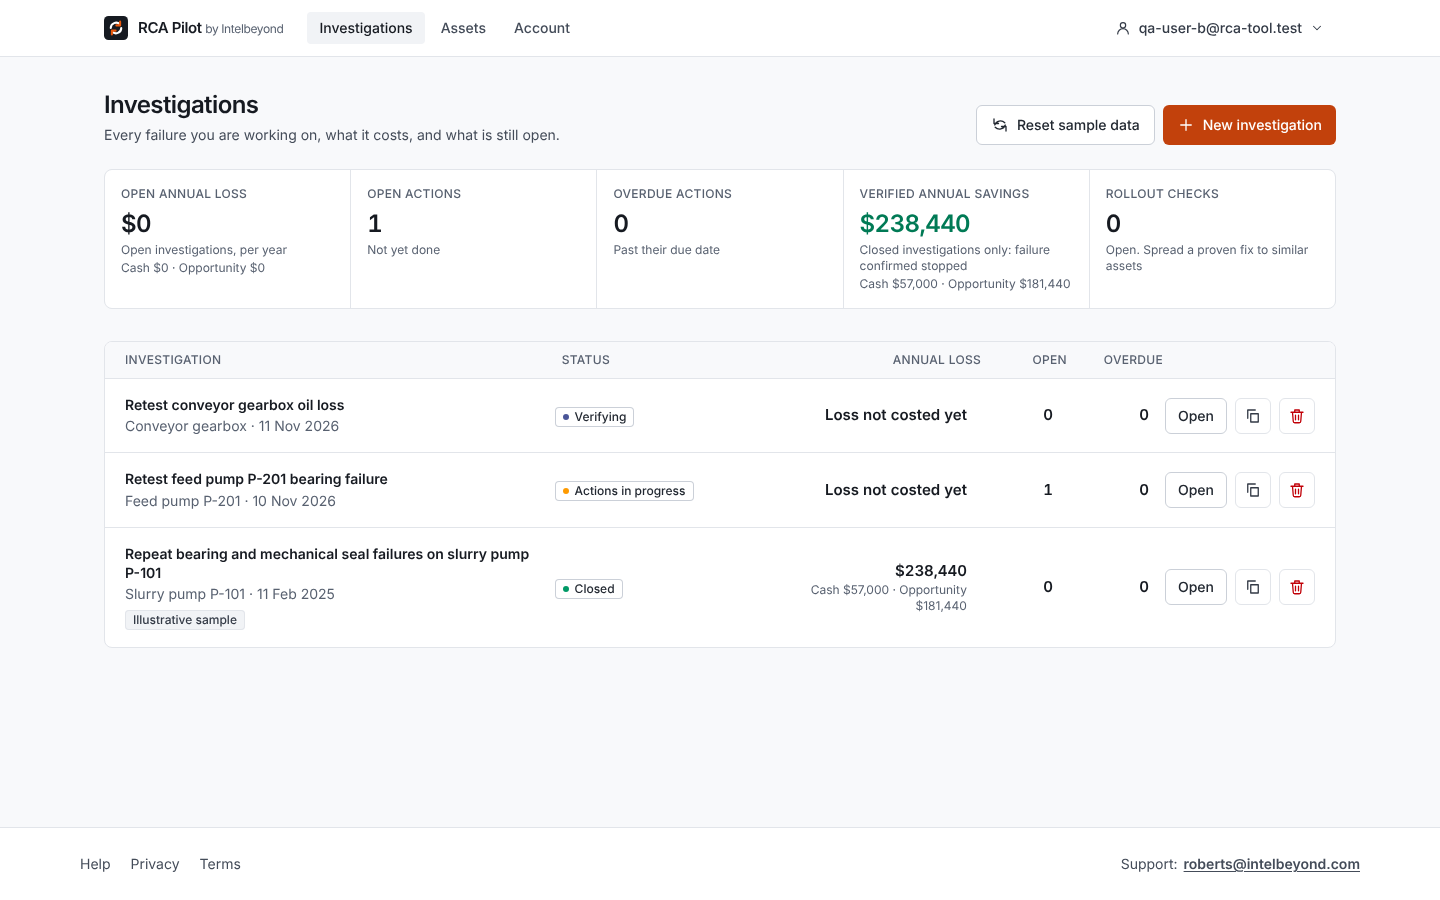 RCA Pilot by Intelbeyond
Investigations
Assets
Account
qa-user-b@rca-tool.test
Investigations
Every failure you are working on, what it costs, and what is still open.
Reset sample data
New investigation
OPEN ANNUAL LOSS
$0
Open investigations, per year
Cash $0 · Opportunity $0
OPEN ACTIONS
1
Not yet done
OVERDUE ACTIONS
0
Past their due date
VERIFIED ANNUAL SAVINGS
$238,440
Closed investigations only: failure
confirmed stopped
Cash $57,000 · Opportunity $181,440
ROLLOUT CHECKS
0
Open. Spread a proven fix to similar
assets
INVESTIGATION STATUS ANNUAL LOSS OPEN OVERDUE
Retest conveyor gearbox oil loss
Conveyor gearbox · 11 Nov 2026
Verifying
Loss not costed yet
0
0
Open
Retest feed pump P-201 bearing failure
Feed pump P-201 · 10 Nov 2026
Actions in progress
Loss not costed yet
1
0
Open
Repeat bearing and mechanical seal failures on slurry pump
P-101
Slurry pump P-101 · 11 Feb 2025
Illustrative sample
Closed
$238,440
Cash $57,000 · Opportunity
$181,440
0
0
Open
Help
Privacy
Terms
Support: roberts@intelbeyond.com